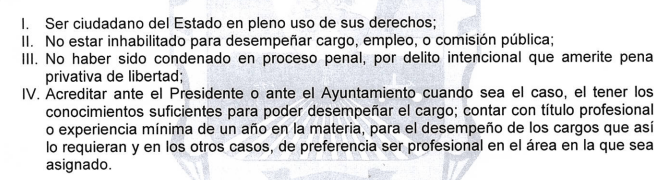 I. Ser ciudadano del Estado en pleno uso de sus derechos;
II. No estar inhabilitado para desempeñar cargo, empleo, o comisión pública;
III. No haber sido condenado en proceso penal, por delito intencional que amerite pena
privativa de libertad;
IV. Acreditar ante el Presidente o ante el Ayuntamiento cuando sea el caso, el tener los
conocimientos suficientes para poder desempeñar el cargo; contar con título profesional
o experiencia mínima de un año en la materia, para el desempeño de los cargos que así
lo requieran y en los otros casos, de preferencia ser profesional en el área en la que sea
asignado.